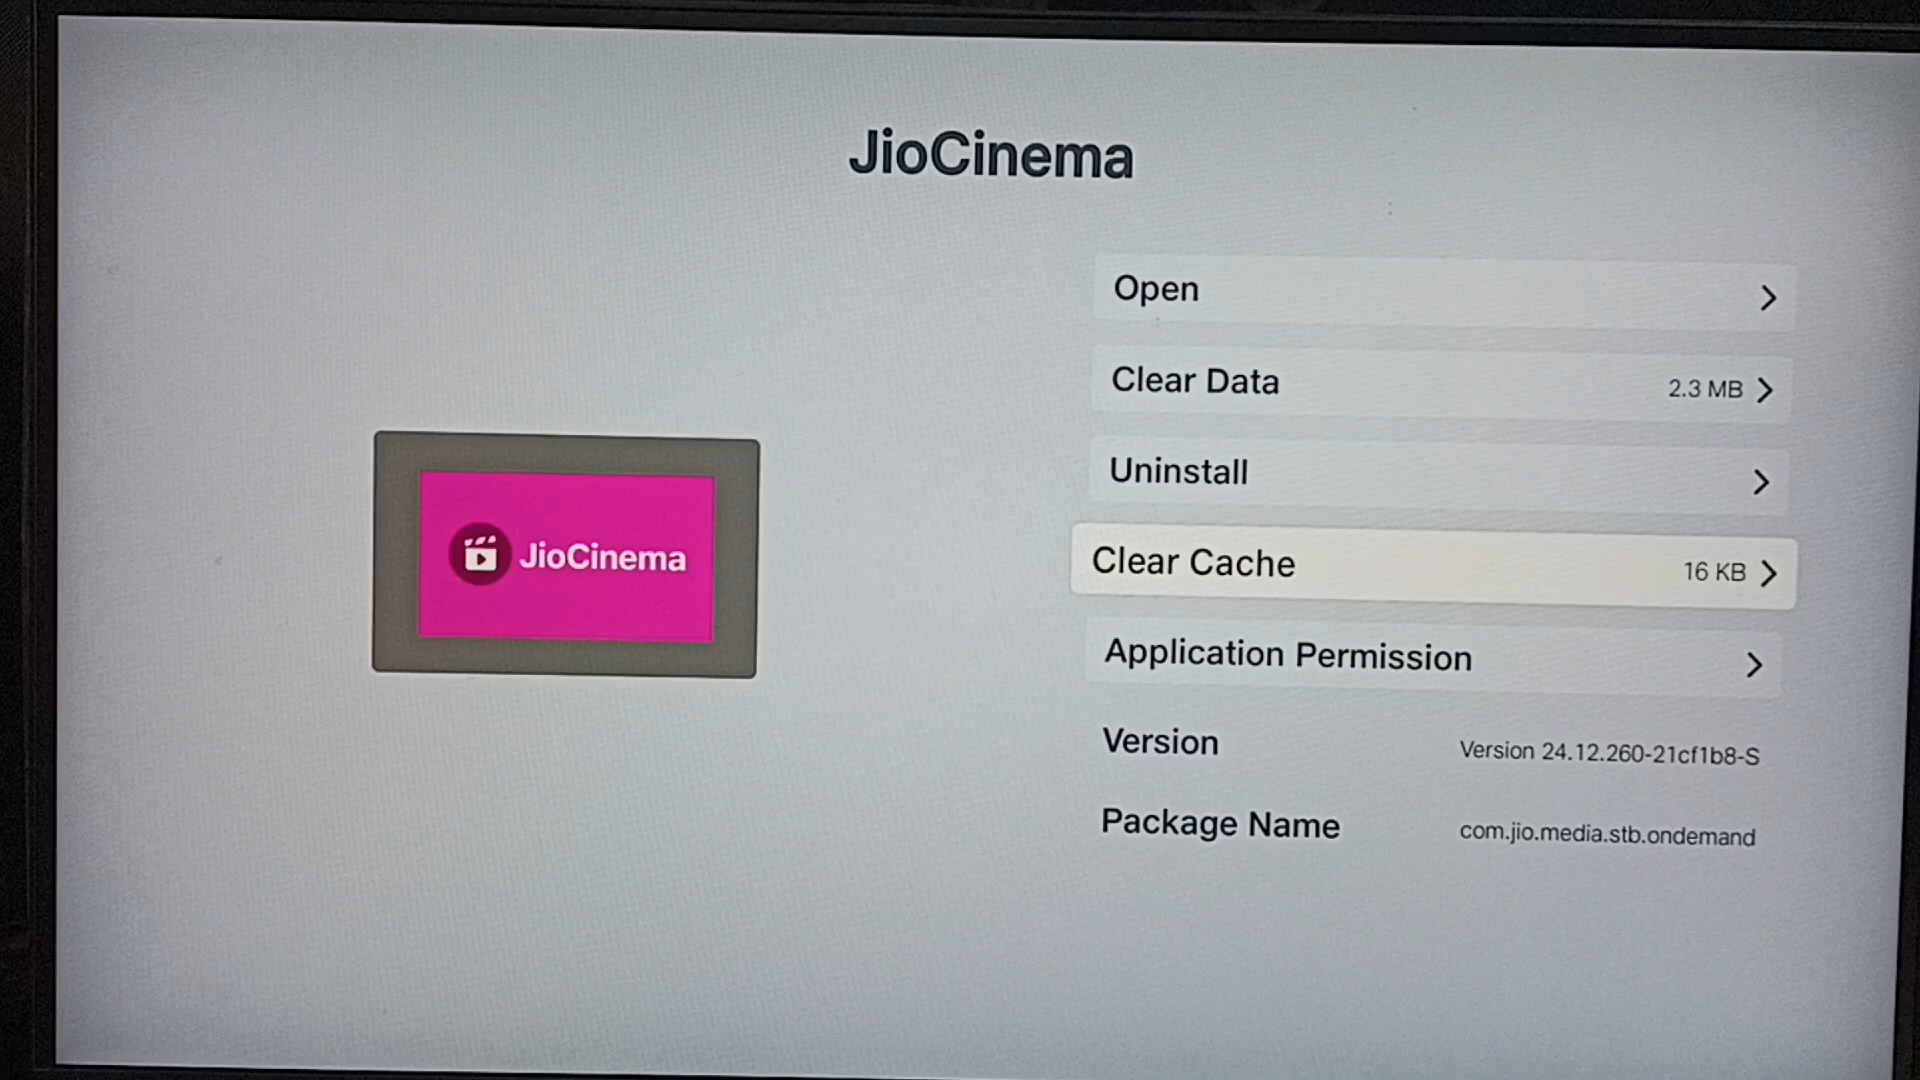 JioCinema
Open
Clear Data 2.3 MB
Uninstall
JioCinema
Clear Cache 16 KB
Application Permission
Version Version 24.12.260-21cf1b8-S
Package Name com.jio.media.stb.ondemand